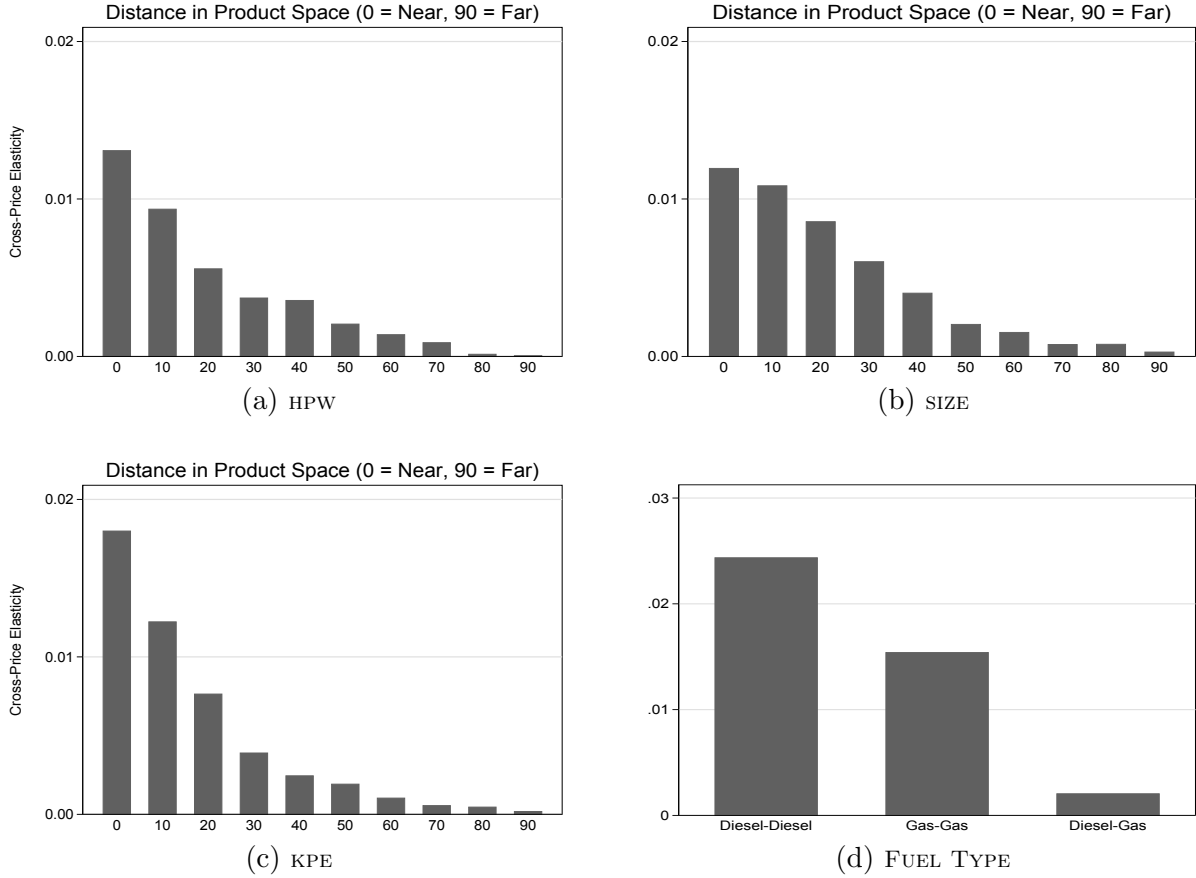 Distance in Product Space (0 = Near, 90 = Far)
Cross-Price Elasticity
0.02
0.01
0.00
0 10 20 30 40 50 60 70 80 90
(a) HPW
Distance in Product Space (0 = Near, 90 = Far)
0.02
0.01
0.00
0 10 20 30 40 50 60 70 80 90
(b) SIZE
Distance in Product Space (0 = Near, 90 = Far)
Cross-Price Elasticity
0.02
0.01
0.00
0 10 20 30 40 50 60 70 80 90
(c) KPE
.03
.02
.01
0
Diesel-Diesel Gas-Gas Diesel-Gas
(d) FUEL TYPE